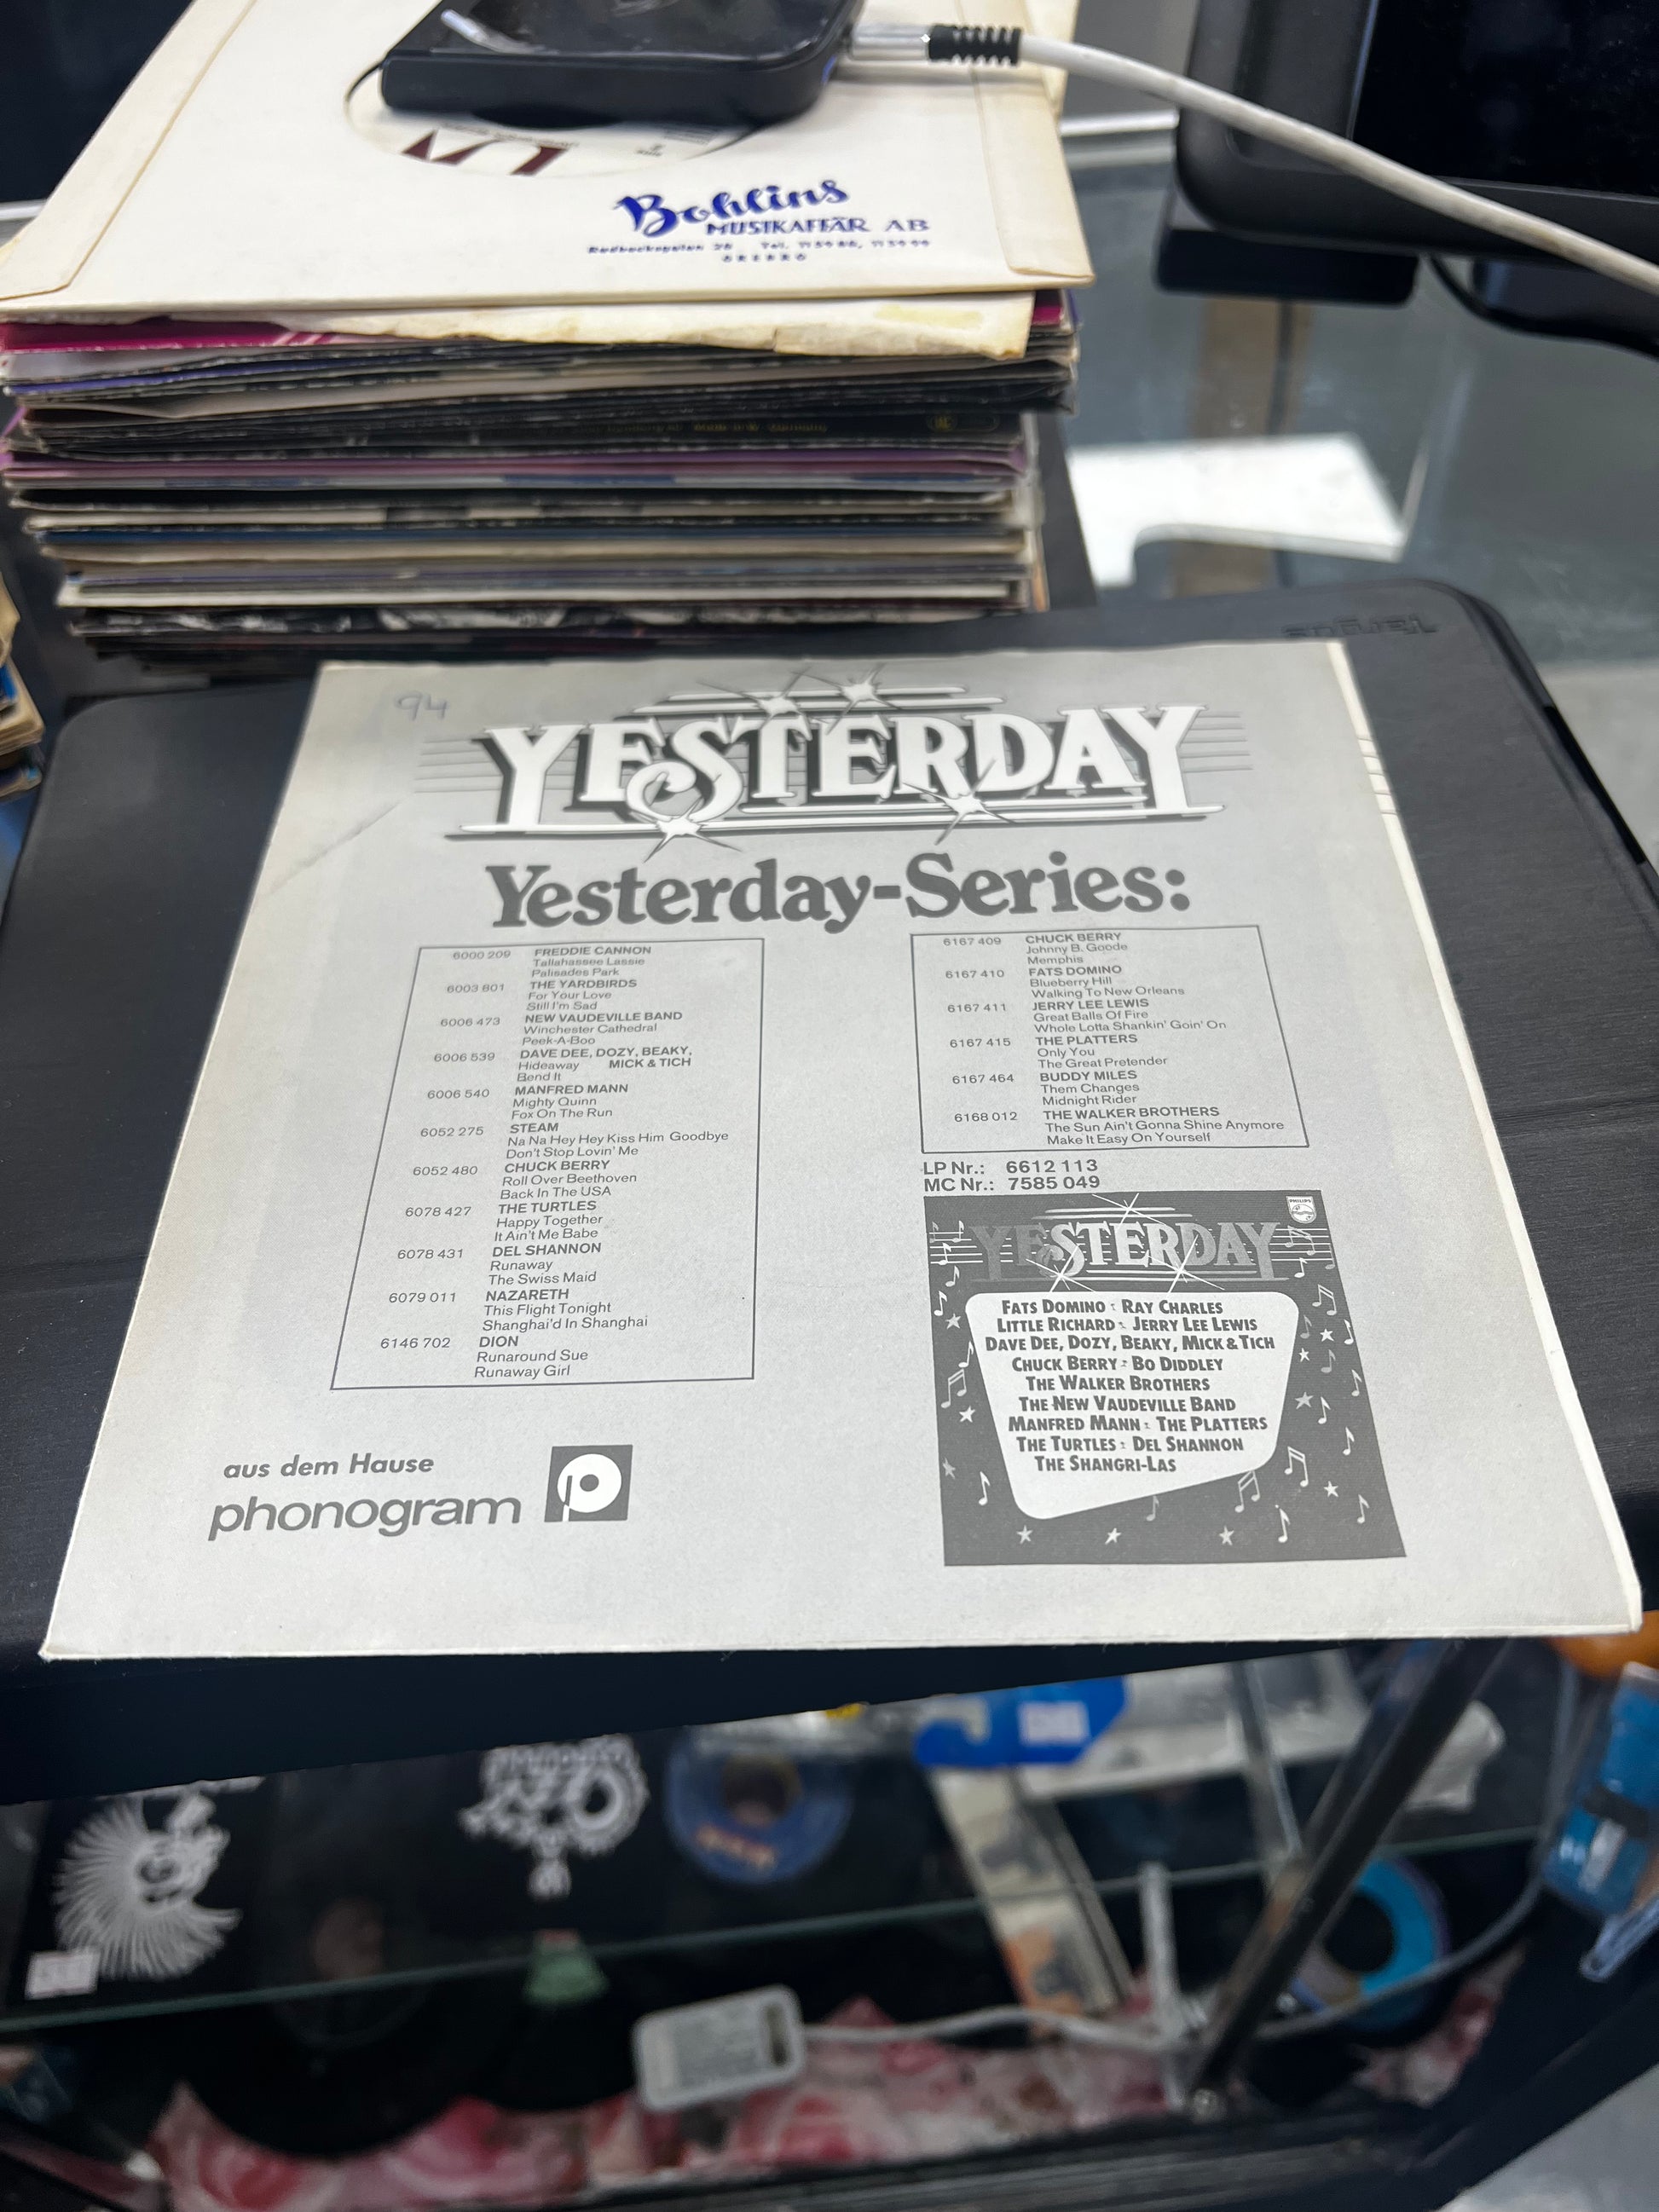 Bohlins
MUSIKAFFÄR AB
ÖREBRO
Targus
94
YESTERDAY
Yesterday-Series:
6000 209 FREDDIE CANNON
Tallahassee Lassie
Palisades Park
6003 801 THE YARDBIRDS
For Your Love
Still I'm Sad
6006 473 NEW VAUDEVILLE BAND
Winchester Cathedral
Peek-A-Boo
6006 539 DAVE DEE, DOZY, BEAKY,
Hideaway MICK & TICH
Bend It
6006 540 MANFRED MANN
Mighty Quinn
Fox On The Run
6052 275 STEAM
Na Na Hey Hey Kiss Him Goodbye
Don't Stop Lovin' Me
6052 480 CHUCK BERRY
Roll Over Beethoven
Back In The USA
6078 427 THE TURTLES
Happy Together
It Ain't Me Babe
6078 431 DEL SHANNON
Runaway
The Swiss Maid
6079 011 NAZARETH
This Flight Tonight
Shanghai'd In Shanghai
6146 702 DION
Runaround Sue
Runaway Girl
6167 409 CHUCK BERRY
Johnny B. Goode
Memphis
6167 410 FATS DOMINO
Blueberry Hill
Walking To New Orleans
6167 411 JERRY LEE LEWIS
Great Balls Of Fire
Whole Lotta Shankin' Goin' On
6167 415 THE PLATTERS
Only You
The Great Pretender
6167 464 BUDDY MILES
Them Changes
Midnight Rider
6168 012 THE WALKER BROTHERS
The Sun Ain't Gonna Shine Anymore
Make It Easy On Yourself
LP Nr.: 6612 113
MC Nr.: 7585 049
PHILIPS
YESTERDAY
FATS DOMINO : RAY CHARLES
LITTLE RICHARD : JERRY LEE LEWIS
DAVE DEE, DOZY, BEAKY, MICK & TICH
CHUCK BERRY : BO DIDDLEY
THE WALKER BROTHERS
THE NEW VAUDEVILLE BAND
MANFRED MANN : THE PLATTERS
THE TURTLES : DEL SHANNON
THE SHANGRI-LAS
aus dem Hause
phonogram